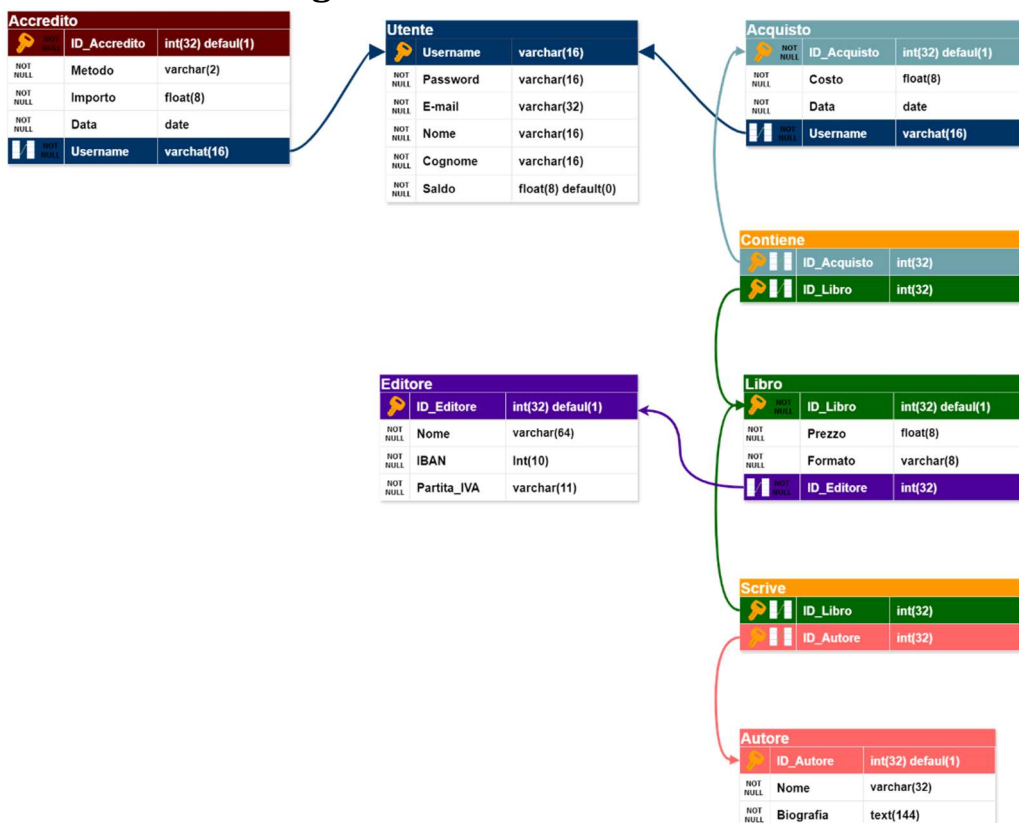 Accredito
NOT NULL ID_Accredito int(32) defaul(1)
NOT NULL Metodo varchar(2)
NOT NULL Importo float(8)
NOT NULL Data date
NOT NULL Username varchat(16)
Utente
Username varchar(16)
NOT NULL Password varchar(16)
NOT NULL E-mail varchar(32)
NOT NULL Nome varchar(16)
NOT NULL Cognome varchar(16)
NOT NULL Saldo float(8) default(0)
Acquisto
NOT NULL ID_Acquisto int(32) defaul(1)
NOT NULL Costo float(8)
NOT NULL Data date
NOT NULL Username varchat(16)
Contiene
ID_Acquisto int(32)
ID_Libro int(32)
Editore
ID_Editore int(32) defaul(1)
NOT NULL Nome varchar(64)
NOT NULL IBAN Int(10)
NOT NULL Partita_IVA varchar(11)
Libro
NOT NULL ID_Libro int(32) defaul(1)
NOT NULL Prezzo float(8)
NOT NULL Formato varchar(8)
NOT NULL ID_Editore int(32)
Scrive
ID_Libro int(32)
ID_Autore int(32)
Autore
ID_Autore int(32) defaul(1)
NOT NULL Nome varchar(32)
NOT NULL Biografia text(144)